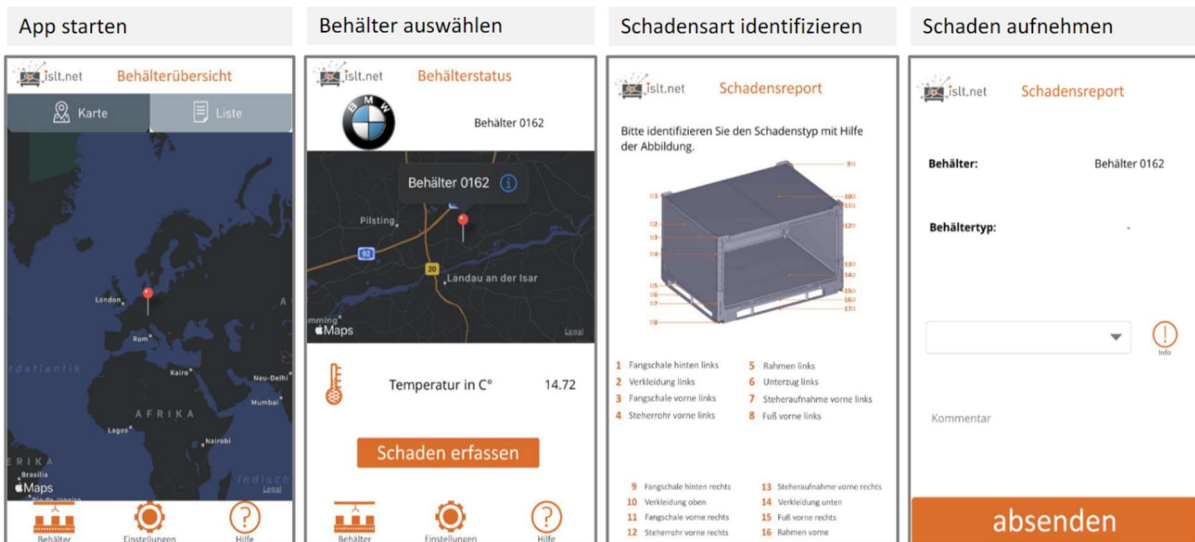 App starten
Behälter auswählen
Schadensart identifizieren
Schaden aufnehmen
islt.net Behälterübersicht
Karte
Liste
London
Rom
Kairo
Neu-Delhi
Mumbai
AFRIKA
Lagos
Nairobi
ERIKA
Brasília
Maps
Legal
Behälter
Einstellungen
Hilfe
islt.net Behälterstatus
BMW
Behälter 0162
Behälter 0162
Pilsting
92
20
Landau an der Isar
Maps
Legal
Temperatur in C° 14.72
Schaden erfassen
Behälter
Einstellungen
Hilfe
islt.net Schadensreport
Bitte identifizieren Sie den Schadenstyp mit Hilfe
der Abbildung.
1 Fangschale hinten links
2 Verkleidung links
3 Fangschale vorne links
4 Steherrohr vorne links
5 Rahmen links
6 Unterzug links
7 Steheraufnahme vorne links
8 Fuß vorne links
9 Fangschale hinten rechts
10 Verkleidung oben
11 Fangschale vorne rechts
12 Steherrohr vorne rechts
13 Steheraufnahme vorne rechts
14 Verkleidung unten
15 Fuß vorne rechts
16 Rahmen vorne
islt.net Schadensreport
Behälter: Behälter 0162
Behältertyp: -
Info
Kommentar
absenden